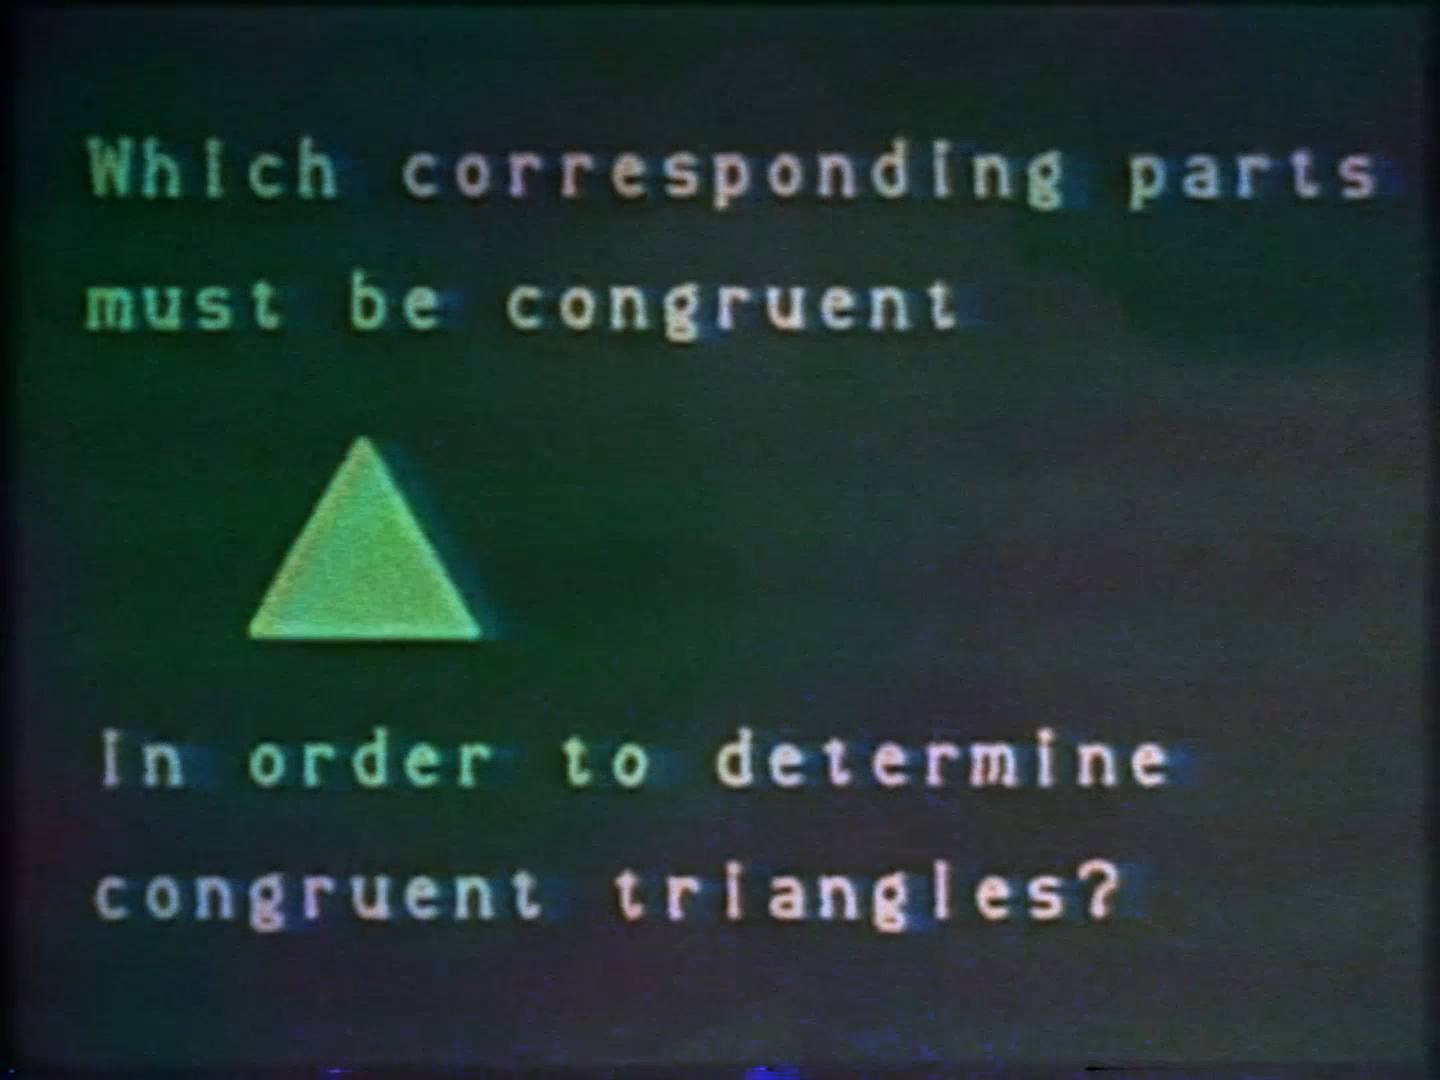 Which corresponding parts
must be congruent
In order to determine
congruent triangles?